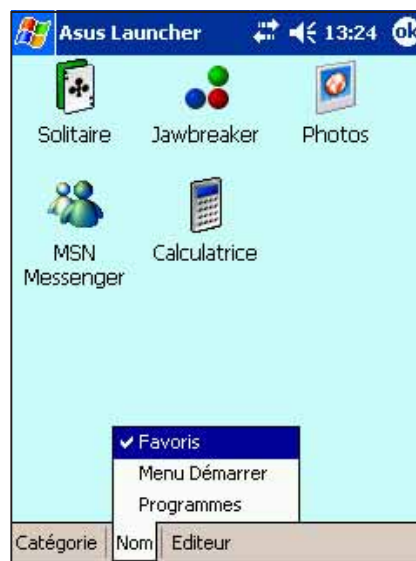 Asus Launcher 13:24 ok
Solitaire Jawbreaker Photos
MSN Messenger Calculatrice
Favoris
Menu Démarrer
Programmes
Catégorie Nom Editeur